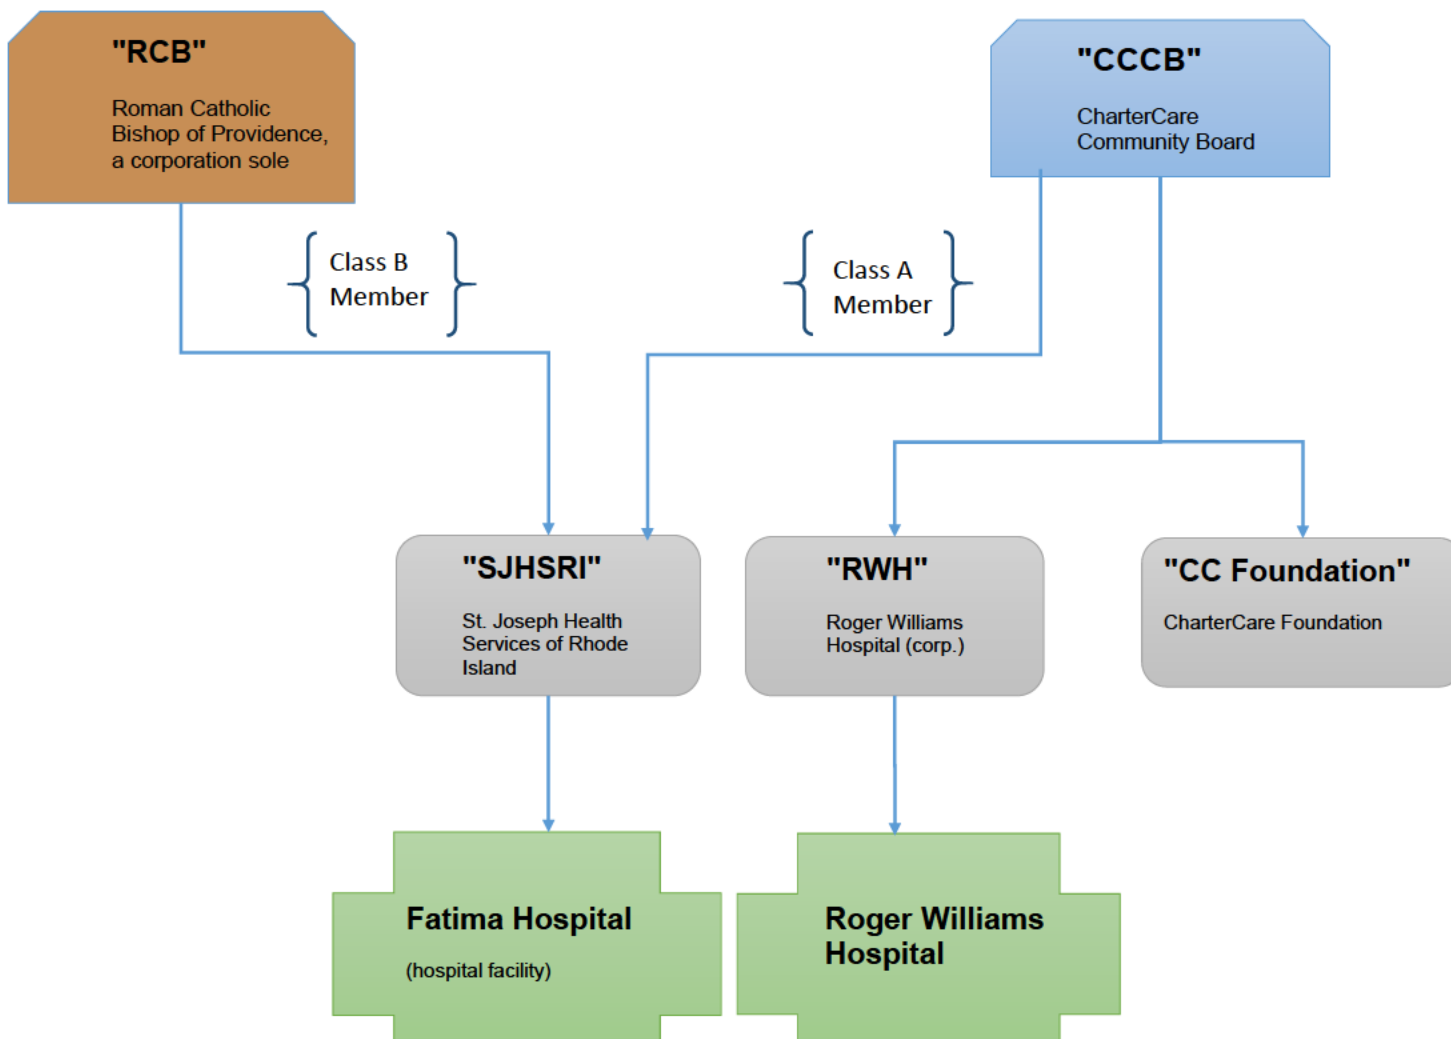 "RCB"
Roman Catholic
Bishop of Providence,
a corporation sole
"CCCB"
CharterCare
Community Board
Class B
Member
Class A
Member
"SJHSRI"
St. Joseph Health
Services of Rhode
Island
"RWH"
Roger Williams
Hospital (corp.)
"CC Foundation"
CharterCare Foundation
Fatima Hospital
(hospital facility)
Roger Williams
Hospital